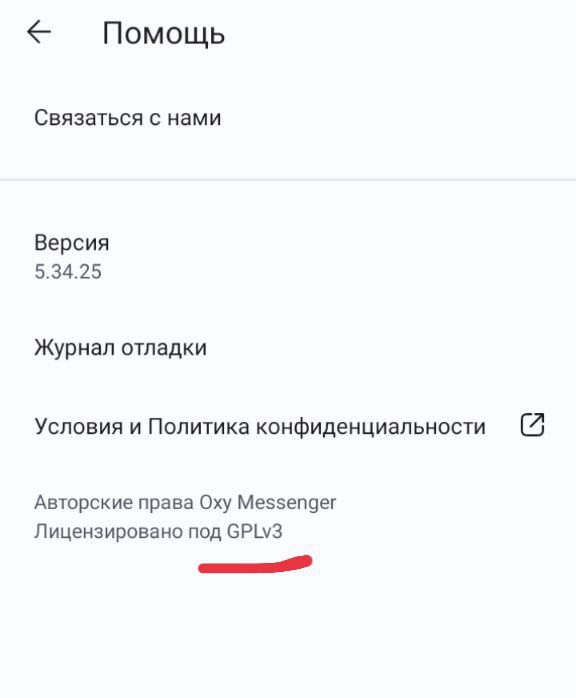 Помощь
Связаться с нами
Версия
5.34.25
Журнал отладки
Условия и Политика конфиденциальности
Авторские права Oxy Messenger
Лицензировано под GPLv3